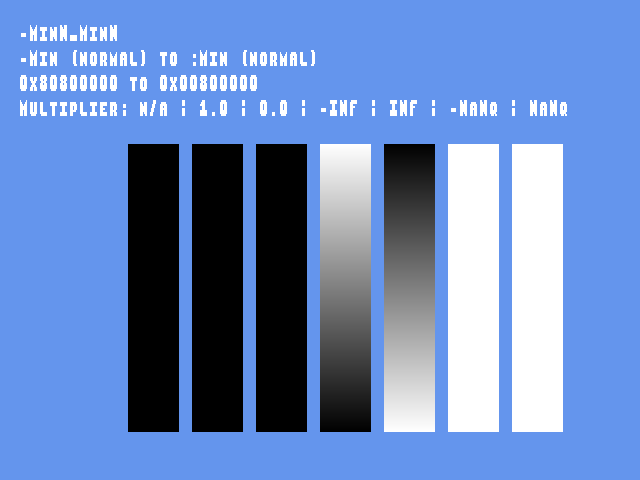 -MinN_MinN
-Min (normal) to :Min (normal)
0x80800000 to 0x00800000
Multiplier: N/A | 1.0 | 0.0 | -INF | INF | -NaNq | NaNq